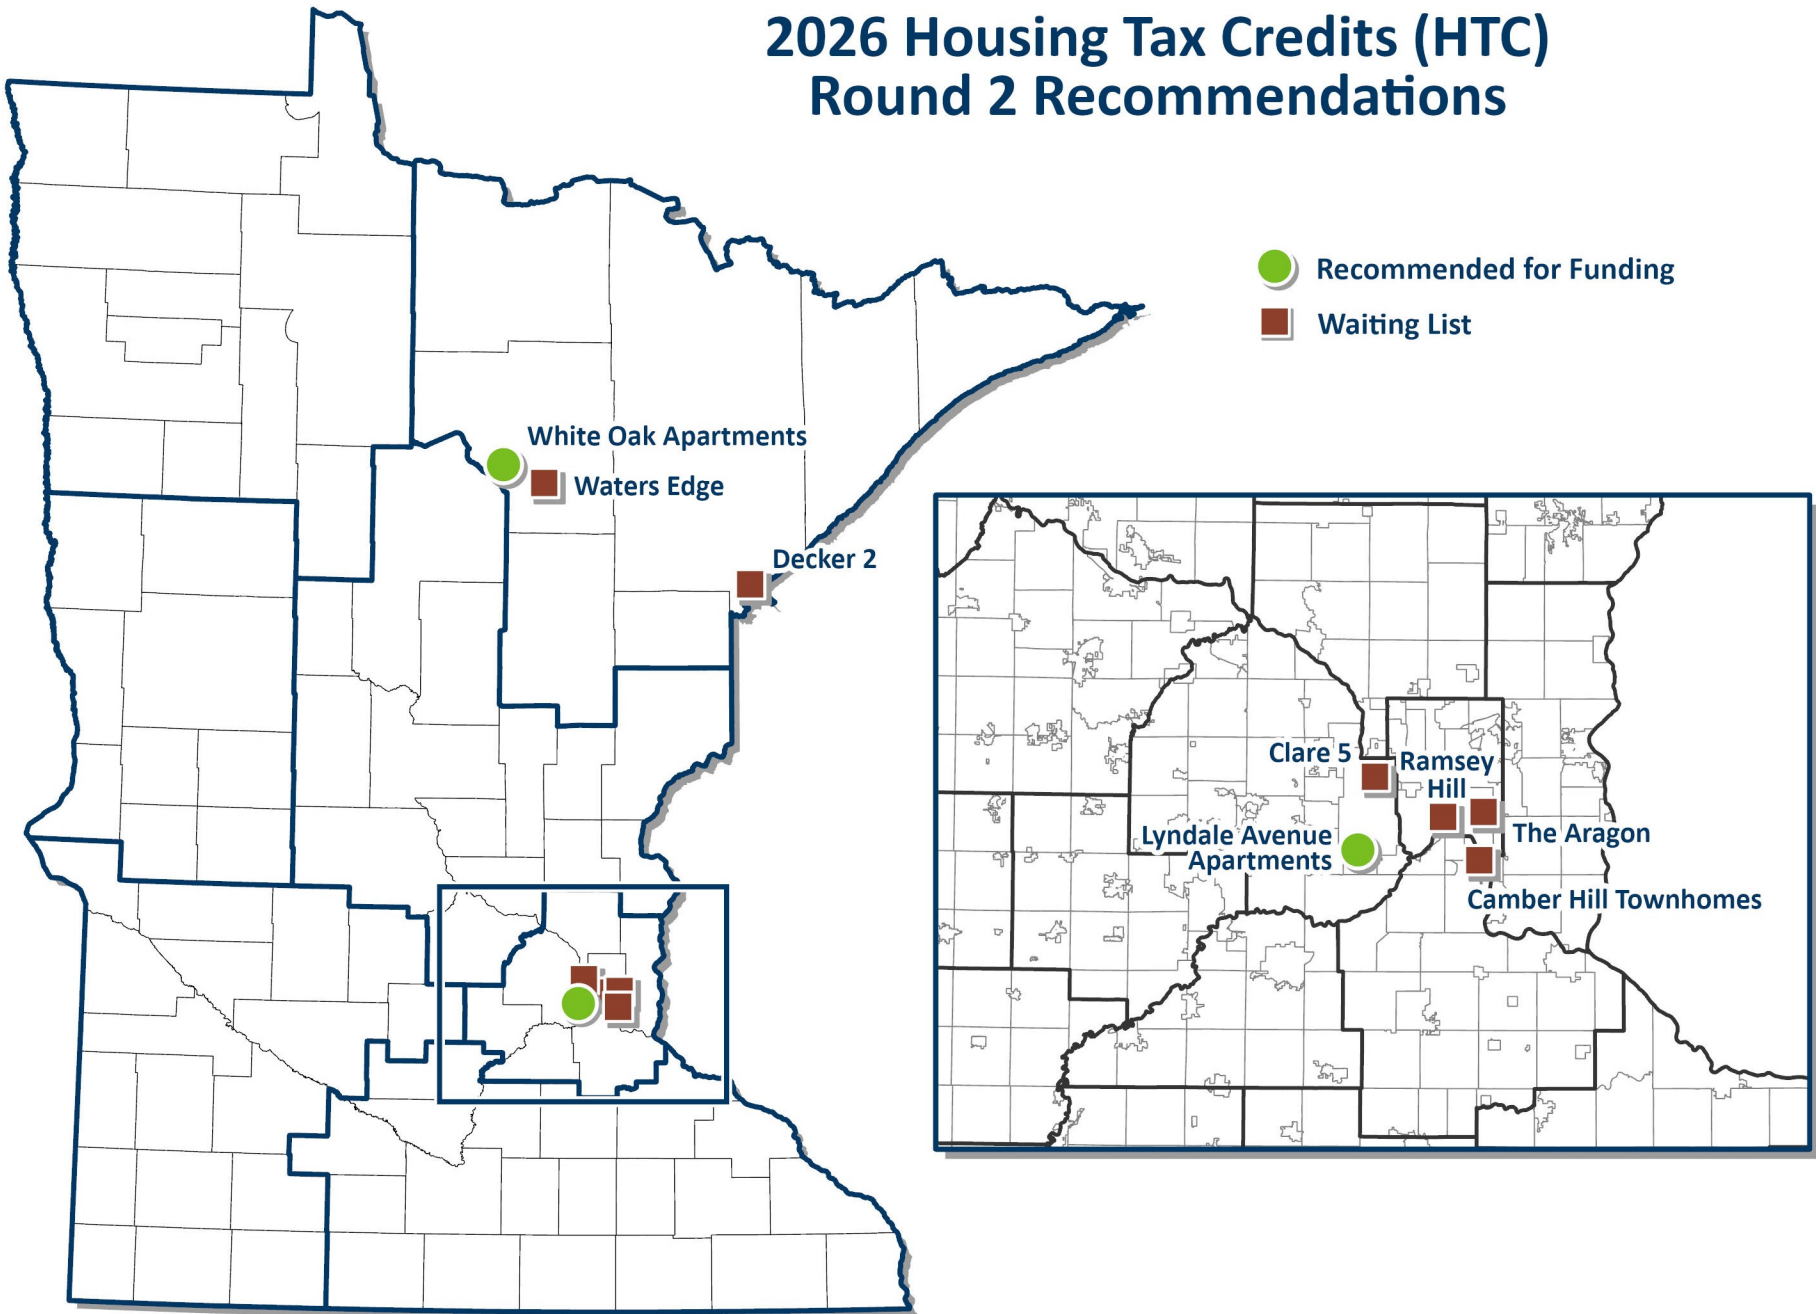 2026 Housing Tax Credits (HTC)
Round 2 Recommendations
Recommended for Funding
Waiting List
White Oak Apartments
Waters Edge
Decker 2
Clare 5
Ramsey
Hill
The Aragon
Lyndale Avenue
Apartments
Camber Hill Townhomes